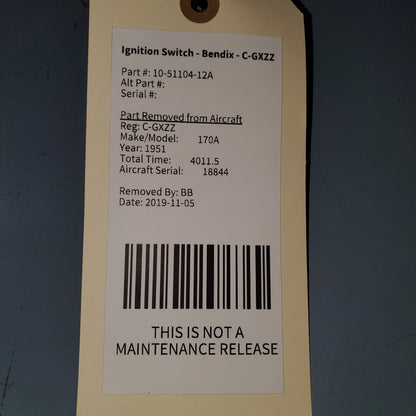 Ignition Switch - Bendix - C-GXZZ
Part #: 10-51104-12A
Alt Part #:
Serial #:
Part Removed from Aircraft
Reg: C-GXZZ
Make/Model: 170A
Year: 1951
Total Time: 4011.5
Aircraft Serial: 18844
Removed By: BB
Date: 2019-11-05
THIS IS NOT A
MAINTENANCE RELEASE